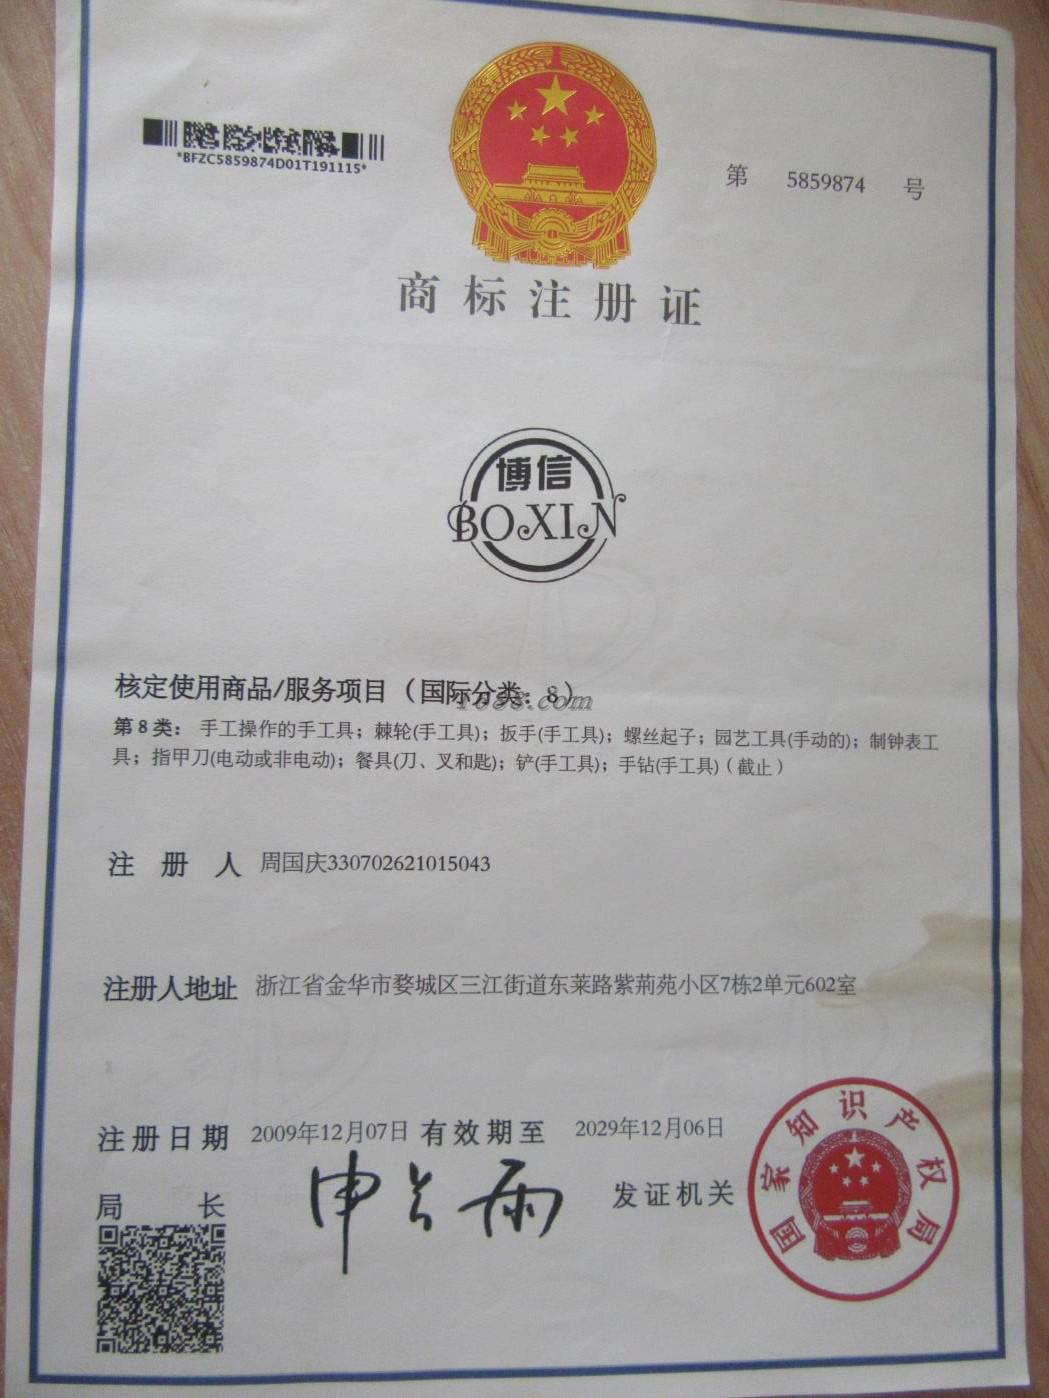 *BFZC5859874D01T191115*
第 5859874 号
商标注册证
博信
BOXIN
核定使用商品/服务项目（国际分类：8）
1688.com
第8类：手工操作的手工具；棘轮(手工具)；扳手(手工具)；螺丝起子；园艺工具(手动的)；制钟表工
具；指甲刀(电动或非电动)；餐具(刀、叉和匙)；铲(手工具)；手钻(手工具)（截止）
注册人 周国庆330702621015043
注册人地址 浙江省金华市婺城区三江街道东莱路紫荆苑小区7栋2单元602室
注册日期 2009年12月07日 有效期至 2029年12月06日
局长 申长雨 发证机关
国家知识产权局